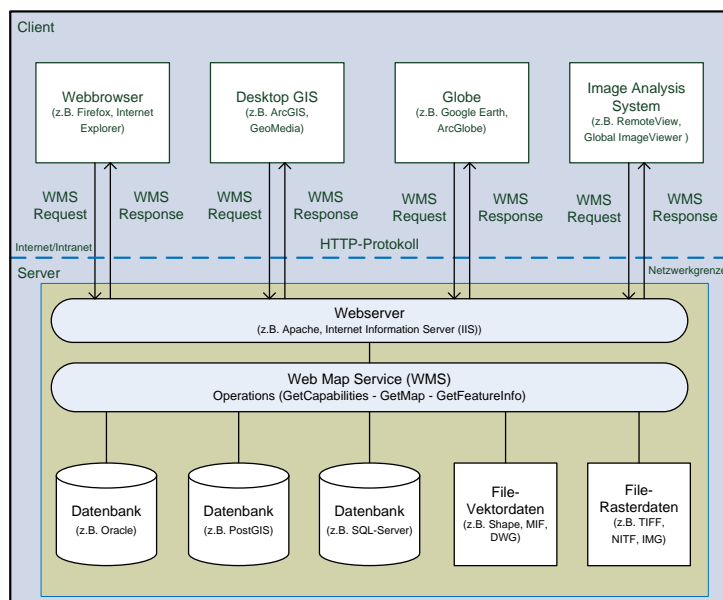 Client
Webbrowser
(z.B. Firefox, Internet
Explorer)
Desktop GIS
(z.B. ArcGIS,
GeoMedia)
Globe
(z.B. Google Earth,
ArcGlobe)
Image Analysis
System
(z.B. RemoteView,
Global ImageViewer )
WMS
Request
WMS
Response
WMS
Request
WMS
Response
WMS
Request
WMS
Response
WMS
Request
WMS
Response
Internet/Intranet
HTTP-Protokoll
Server
Netzwerkgrenze
Webserver
(z.B. Apache, Internet Information Server (IIS))
Web Map Service (WMS)
Operations (GetCapabilities - GetMap - GetFeatureInfo)
Datenbank
(z.B. Oracle)
Datenbank
(z.B. PostGIS)
Datenbank
(z.B. SQL-Server)
File-
Vektordaten
(z.B. Shape, MIF,
DWG)
File-
Rasterdaten
(z.B. TIFF,
NITF, IMG)